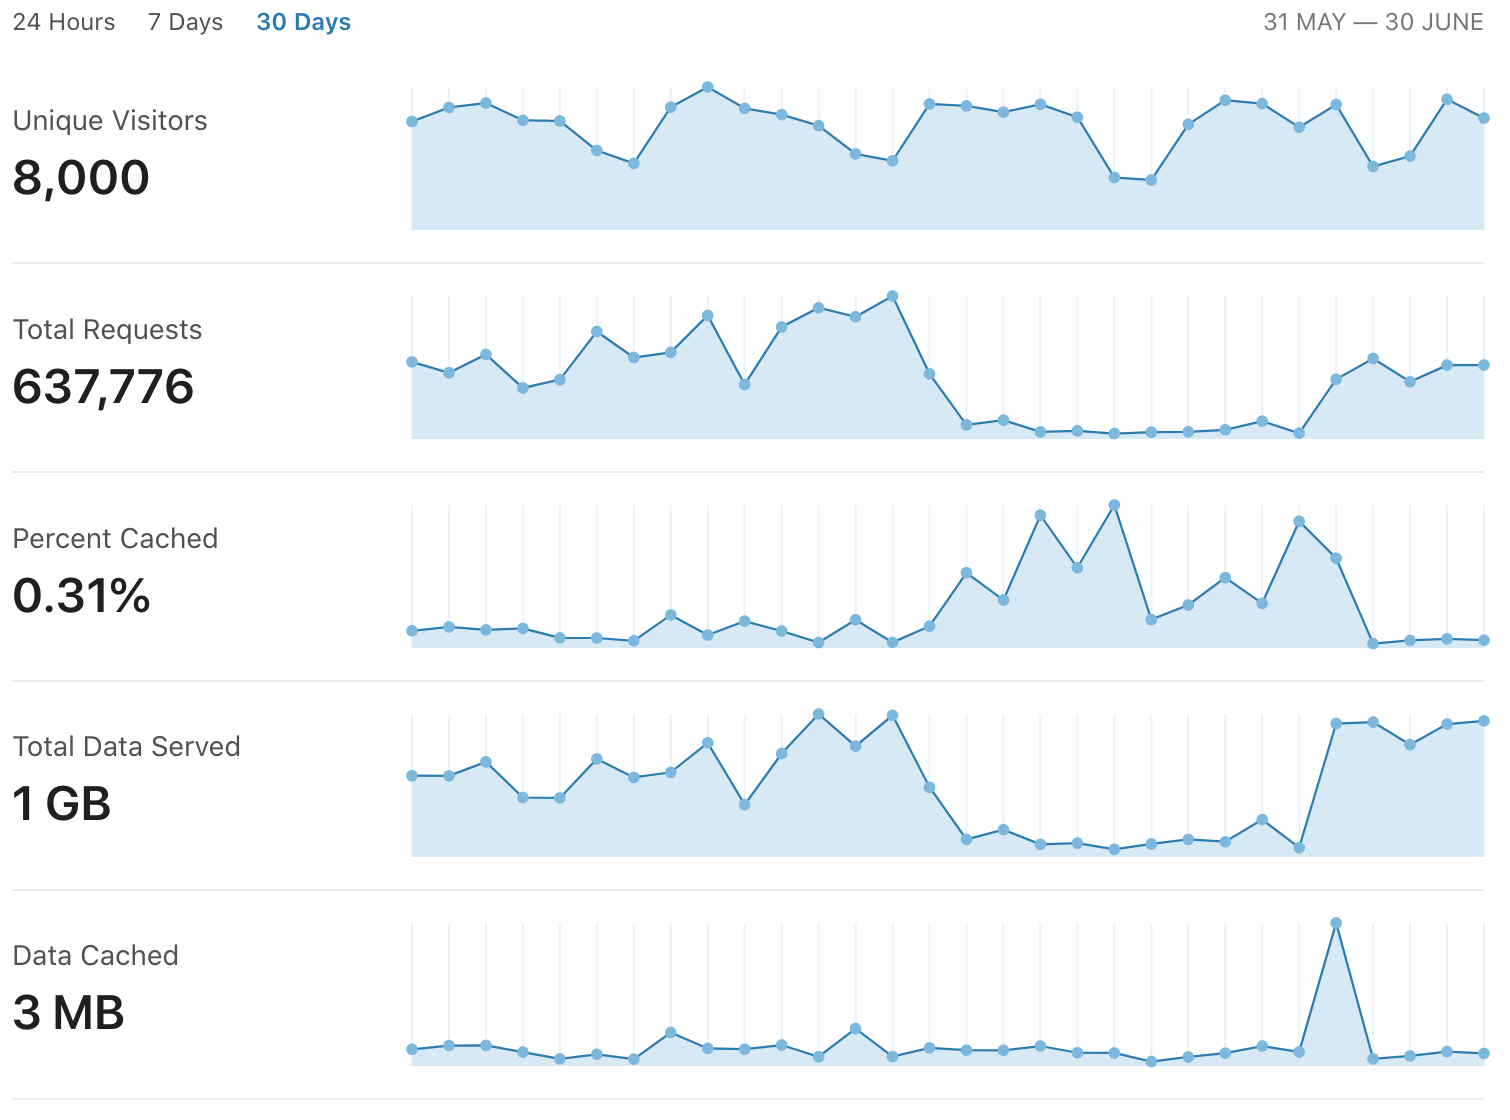 24 Hours 7 Days 30 Days 31 MAY — 30 JUNE
Unique Visitors
8,000
Total Requests
637,776
Percent Cached
0.31%
Total Data Served
1 GB
Data Cached
3 MB